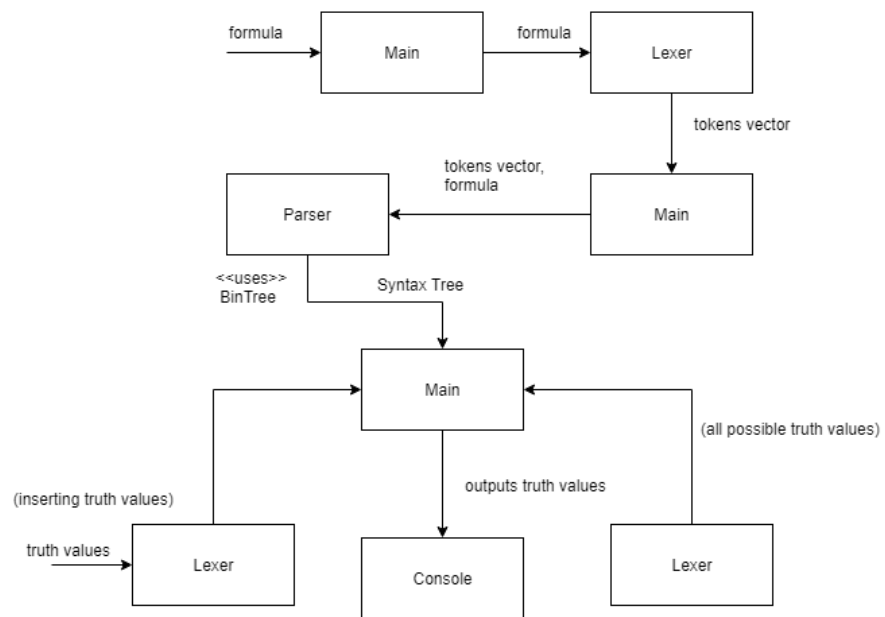 formula
Main
formula
Lexer
tokens vector
tokens vector,
formula
Parser
Main
<<uses>>
BinTree
Syntax Tree
Main
(all possible truth values)
(inserting truth values)
outputs truth values
truth values
Lexer
Console
Lexer